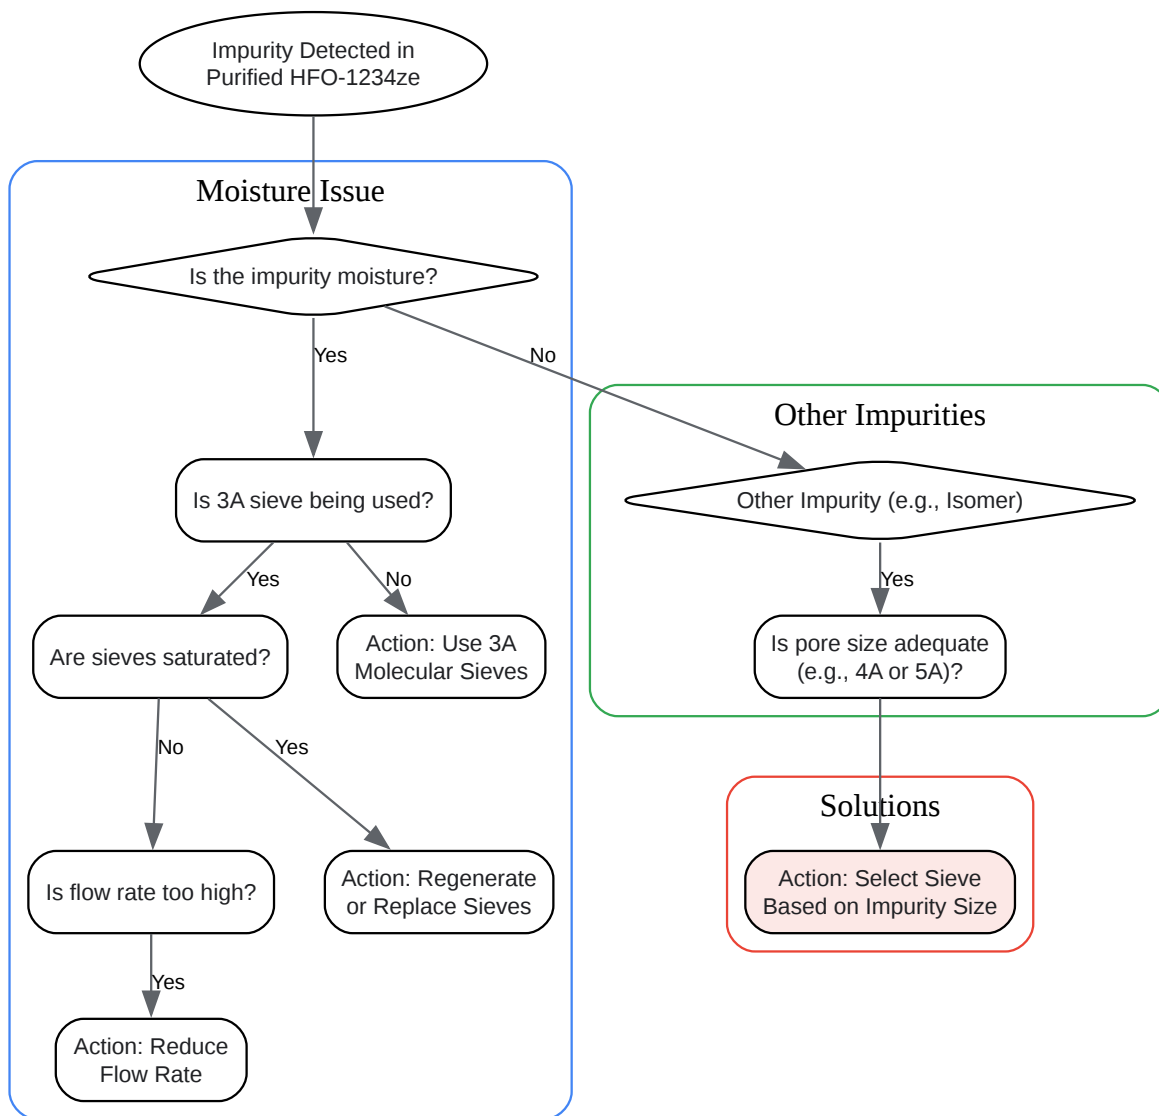 Impurity Detected in
Purified HFO-1234ze
Moisture Issue
Is the impurity moisture?
Yes
No
Other Impurities
Is 3A sieve being used?
Other Impurity (e.g., Isomer)
Yes
No
Yes
Are sieves saturated?
Action: Use 3A
Molecular Sieves
Is pore size adequate
(e.g., 4A or 5A)?
No
Yes
Solutions
Is flow rate too high?
Action: Regenerate
or Replace Sieves
Action: Select Sieve
Based on Impurity Size
Yes
Action: Reduce
Flow Rate